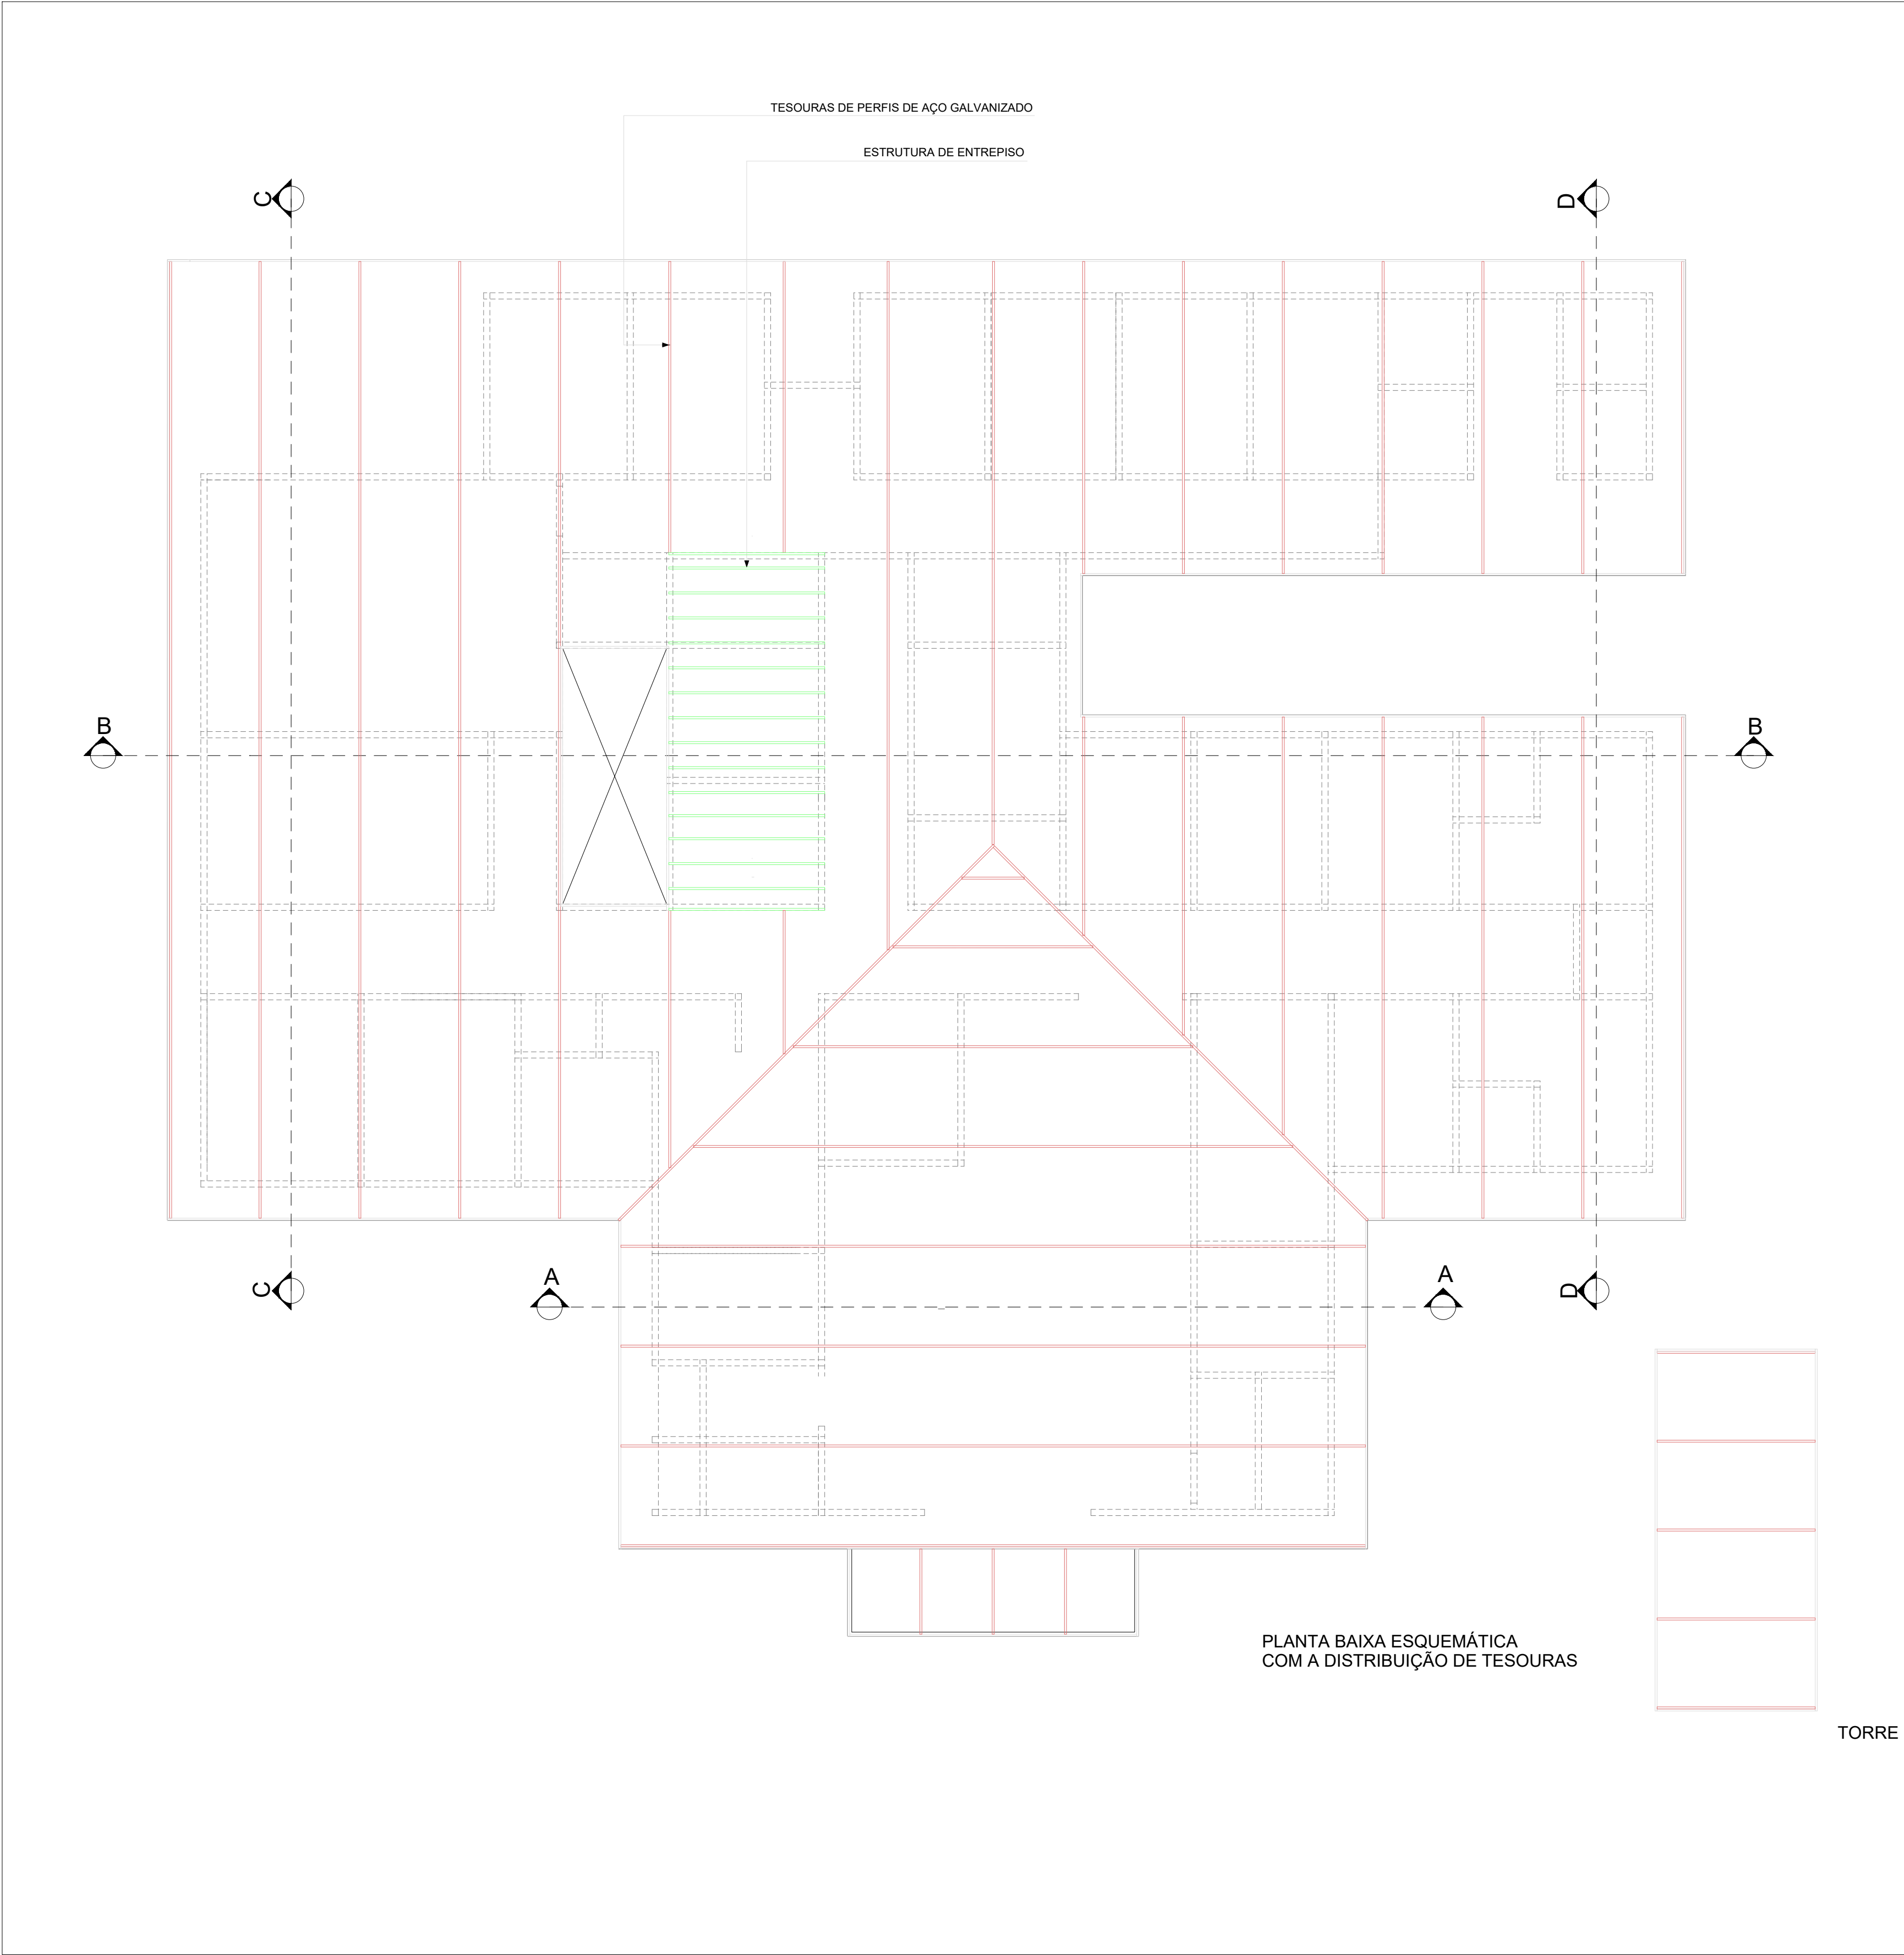 TESOURAS DE PERFIS DE AÇO GALVANIZADO
ESTRUTURA DE ENTREPISO
C
D
B
B
C
A
A
D
PLANTA BAIXA ESQUEMÁTICA
COM A DISTRIBUIÇÃO DE TESOURAS
TORRE